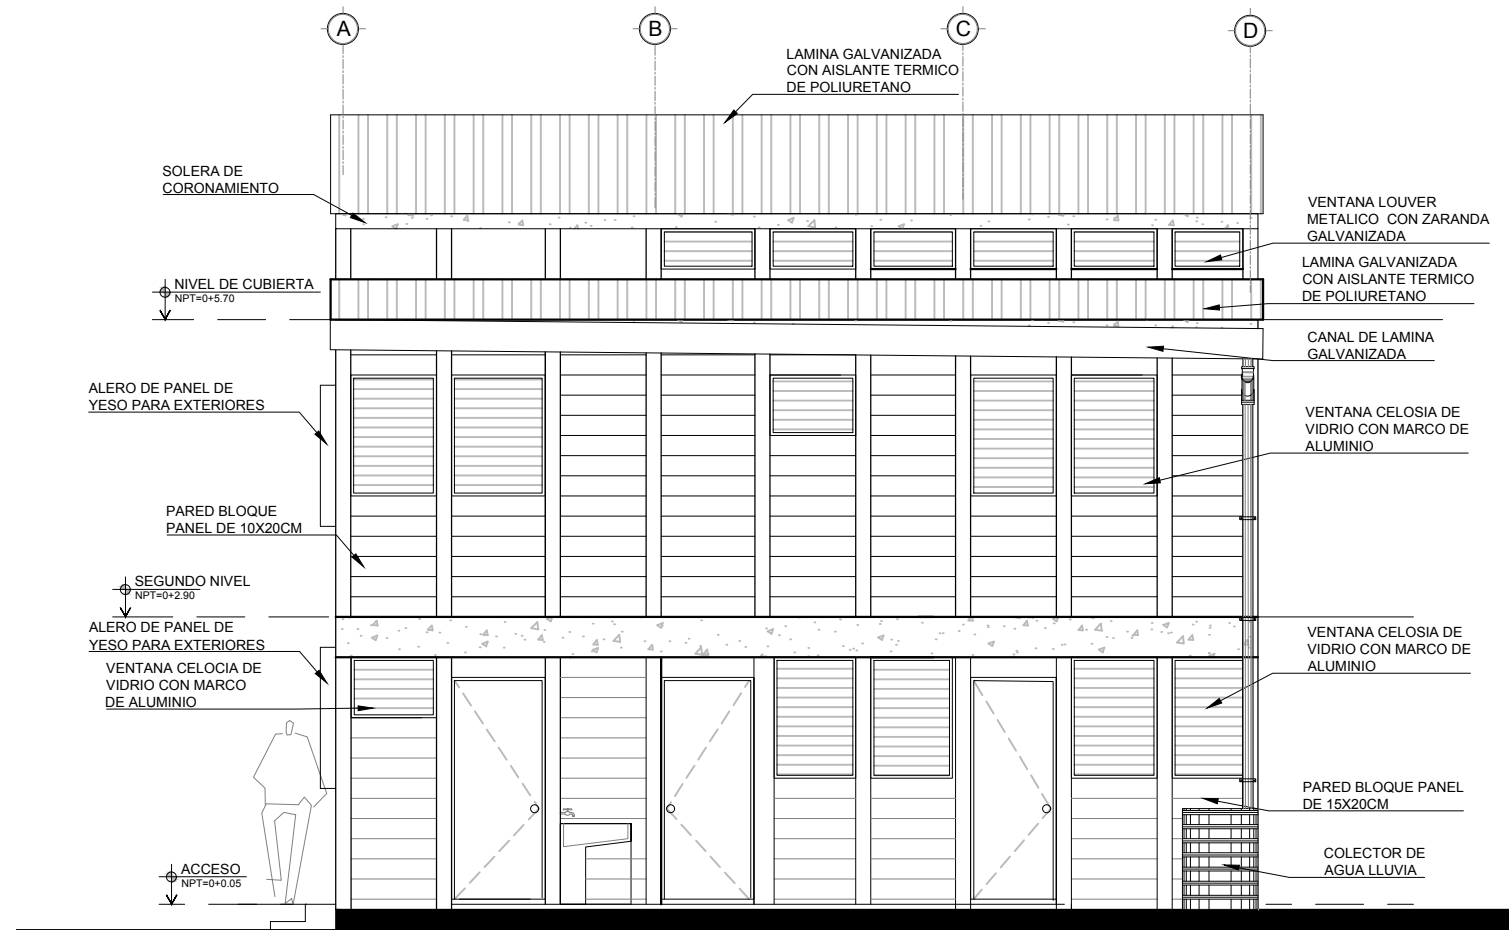 A
B
C
D
LAMINA GALVANIZADA
CON AISLANTE TERMICO
DE POLIURETANO
SOLERA DE
CORONAMIENTO
VENTANA LOUVER
METALICO CON ZARANDA
GALVANIZADA
LAMINA GALVANIZADA
CON AISLANTE TERMICO
DE POLIURETANO
NIVEL DE CUBIERTA
NPT=0+5.70
CANAL DE LAMINA
GALVANIZADA
ALERO DE PANEL DE
YESO PARA EXTERIORES
VENTANA CELOSIA DE
VIDRIO CON MARCO DE
ALUMINIO
PARED BLOQUE
PANEL DE 10X20CM
SEGUNDO NIVEL
NPT=0+2.90
ALERO DE PANEL DE
YESO PARA EXTERIORES
VENTANA CELOCIA DE
VIDRIO CON MARCO
DE ALUMINIO
VENTANA CELOSIA DE
VIDRIO CON MARCO DE
ALUMINIO
PARED BLOQUE PANEL
DE 15X20CM
ACCESO
NPT=0+0.05
COLECTOR DE
AGUA LLUVIA